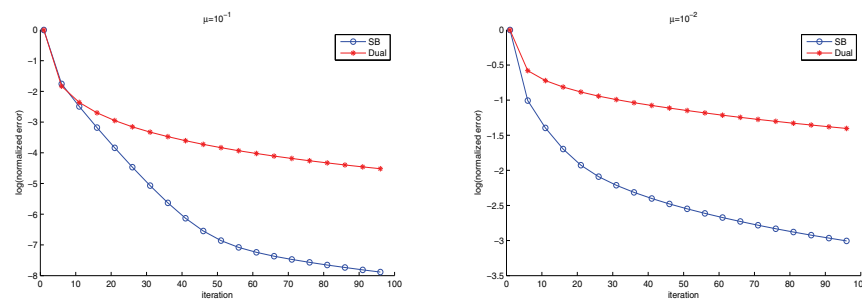 μ=10⁻¹
0
-1
-2
-3
-4
-5
-6
-7
-8
log(normalized error)
0 10 20 30 40 50 60 70 80 90 100
iteration
SB
Dual
μ=10⁻²
0
-0.5
-1
-1.5
-2
-2.5
-3
-3.5
log(normalized error)
0 10 20 30 40 50 60 70 80 90 100
iteration
SB
Dual